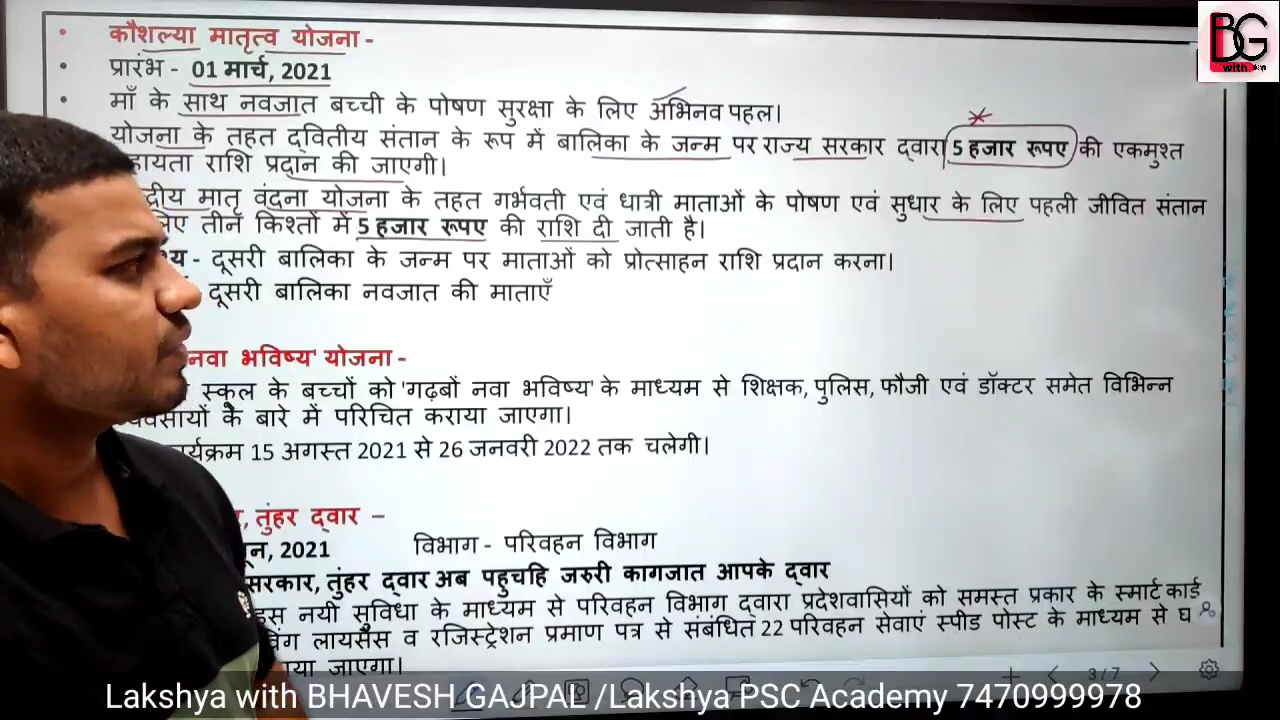 BG
with
कौशल्या मातृत्व योजना -
प्रारंभ - 01 मार्च, 2021
माँ के साथ नवजात बच्ची के पोषण सुरक्षा के लिए अभिनव पहल।
योजना के तहत द्वितीय संतान के रूप में बालिका के जन्म पर राज्य सरकार द्वारा 5 हजार रूपए की एकमुश्त
हायता राशि प्रदान की जाएगी।
द्रीय मातृ वंदना योजना के तहत गर्भवती एवं धात्री माताओं के पोषण एवं सुधार के लिए पहली जीवित संतान
लिए तीन किश्तों में 5 हजार रूपए की राशि दी जाती है।
श्य - दूसरी बालिका के जन्म पर माताओं को प्रोत्साहन राशि प्रदान करना।
दूसरी बालिका नवजात की माताएँ
नवा भविष्य' योजना -
स्कूल के बच्चों को 'गढ़बों नवा भविष्य' के माध्यम से शिक्षक, पुलिस, फौजी एवं डॉक्टर समेत विभिन्न
व्यवसायों के बारे में परिचित कराया जाएगा।
र्यक्रम 15 अगस्त 2021 से 26 जनवरी 2022 तक चलेगी।
, तुंहर द्वार –
जून, 2021 विभाग - परिवहन विभाग
सरकार, तुंहर द्वार अब पहुचहि जरुरी कागजात आपके द्वार
इस नयी सुविधा के माध्यम से परिवहन विभाग द्वारा प्रदेशवासियों को समस्त प्रकार के स्मार्ट कार्ड
विंग लायसेंस व रजिस्ट्रेशन प्रमाण पत्र से संबंधित 22 परिवहन सेवाएं स्पीड पोस्ट के माध्यम से घ
या जाएगा।
3/7
Lakshya with BHAVESH GAJPAL /Lakshya PSC Academy 7470999978